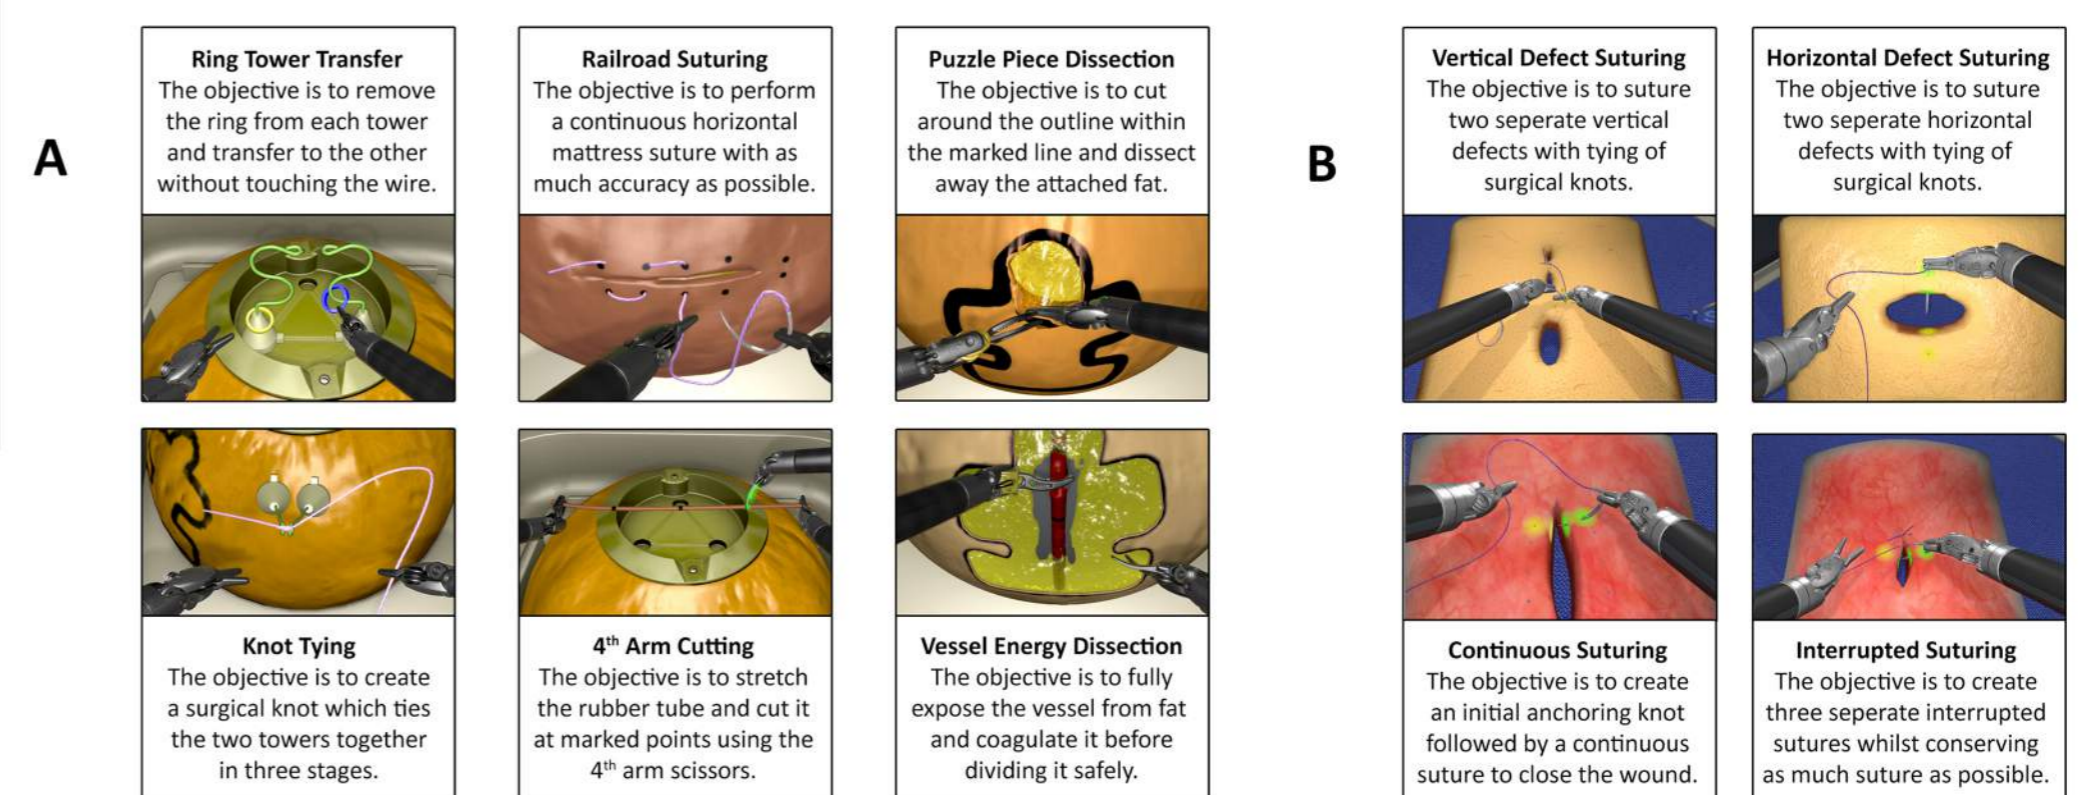 A
Ring Tower Transfer
The objective is to remove
the ring from each tower
and transfer to the other
without touching the wire.
Railroad Suturing
The objective is to perform
a continuous horizontal
mattress suture with as
much accuracy as possible.
Puzzle Piece Dissection
The objective is to cut
around the outline within
the marked line and dissect
away the attached fat.
Knot Tying
The objective is to create
a surgical knot which ties
the two towers together
in three stages.
4th Arm Cutting
The objective is to stretch
the rubber tube and cut it
at marked points using the
4th arm scissors.
Vessel Energy Dissection
The objective is to fully
expose the vessel from fat
and coagulate it before
dividing it safely.
B
Vertical Defect Suturing
The objective is to suture
two seperate vertical
defects with tying of
surgical knots.
Horizontal Defect Suturing
The objective is to suture
two seperate horizontal
defects with tying of
surgical knots.
Continuous Suturing
The objective is to create
an initial anchoring knot
followed by a continuous
suture to close the wound.
Interrupted Suturing
The objective is to create
three seperate interrupted
sutures whilst conserving
as much suture as possible.